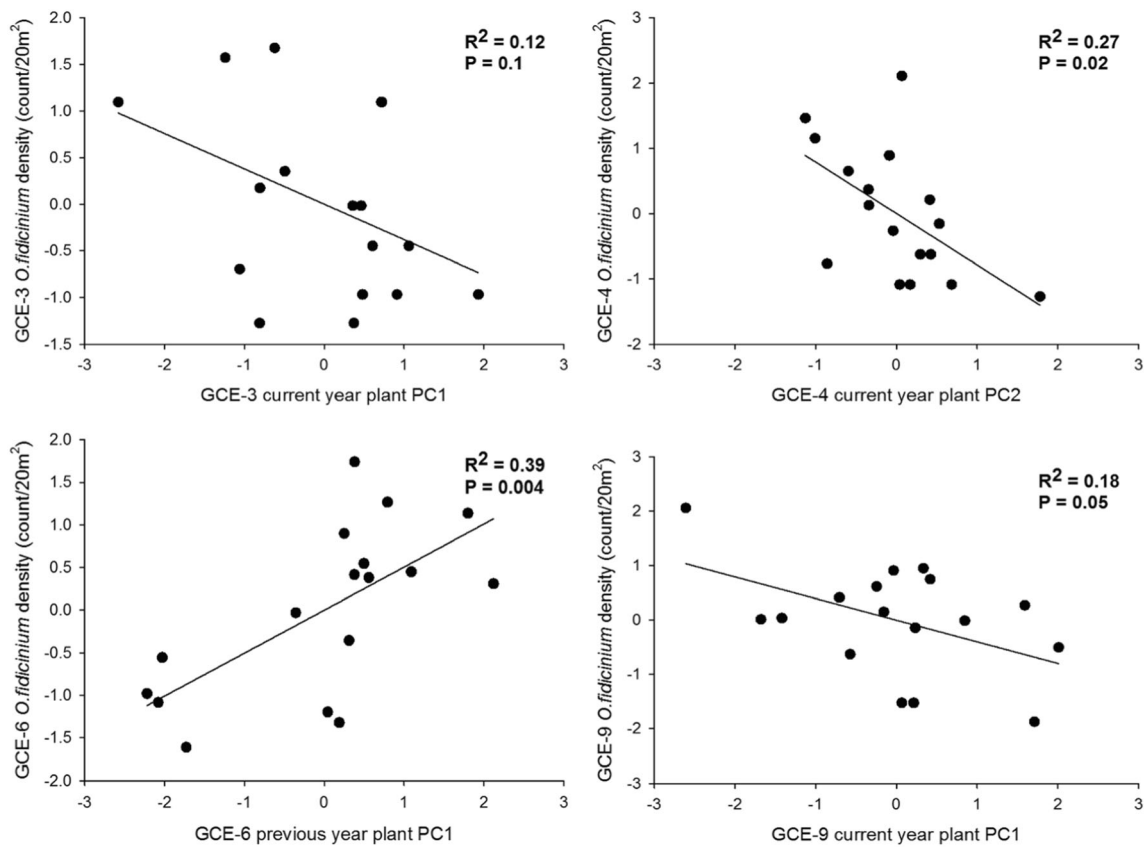 GCE-3 O.fidicinium density (count/20m²)
2.0
1.5
1.0
0.5
0.0
-0.5
-1.0
-1.5
R² = 0.12
P = 0.1
-3 -2 -1 0 1 2 3
GCE-3 current year plant PC1
GCE-4 O.fidicinium density (count/20m²)
3
2
1
0
-1
-2
R² = 0.27
P = 0.02
-3 -2 -1 0 1 2 3
GCE-4 current year plant PC2
GCE-6 O.fidicinium density (count/20m²)
2.0
1.5
1.0
0.5
0.0
-0.5
-1.0
-1.5
-2.0
R² = 0.39
P = 0.004
-3 -2 -1 0 1 2 3
GCE-6 previous year plant PC1
GCE-9 O.fidicinium density (count/20m²)
3
2
1
0
-1
-2
-3
R² = 0.18
P = 0.05
-3 -2 -1 0 1 2 3
GCE-9 current year plant PC1